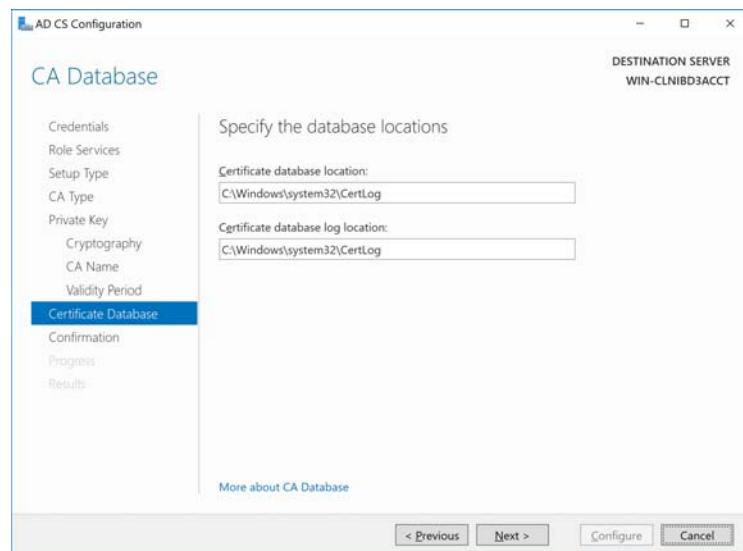 AD CS Configuration
CA Database
DESTINATION SERVER
WIN-CLNIBD3ACCT
Credentials
Role Services
Setup Type
CA Type
Private Key
Cryptography
CA Name
Validity Period
Certificate Database
Confirmation
Progress
Results
Specify the database locations
Certificate database location:
C:\Windows\system32\CertLog
Certificate database log location:
C:\Windows\system32\CertLog
More about CA Database
< Previous
Next >
Configure
Cancel